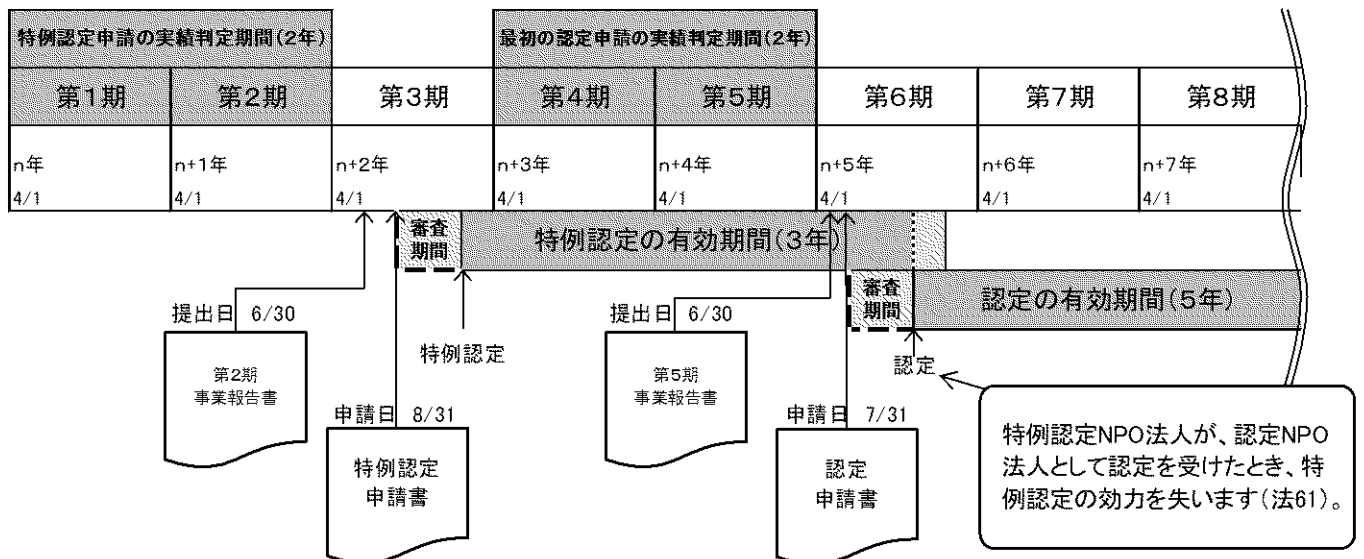 特例認定申請の実績判定期間(2年)
最初の認定申請の実績判定期間(2年)
第1期
第2期
第3期
第4期
第5期
第6期
第7期
第8期
n年
n+1年
n+2年
n+3年
n+4年
n+5年
n+6年
n+7年
4/1
4/1
4/1
4/1
4/1
4/1
4/1
4/1
審査
期間
特例認定の有効期間(3年)
審査
期間
認定の有効期間(5年)
提出日 6/30
特例認定
提出日 6/30
認定
第2期
事業報告書
第5期
事業報告書
申請日 8/31
申請日 7/31
特例認定
申請書
認定
申請書
特例認定NPO法人が、認定NPO
法人として認定を受けたとき、特
例認定の効力を失います(法61)。